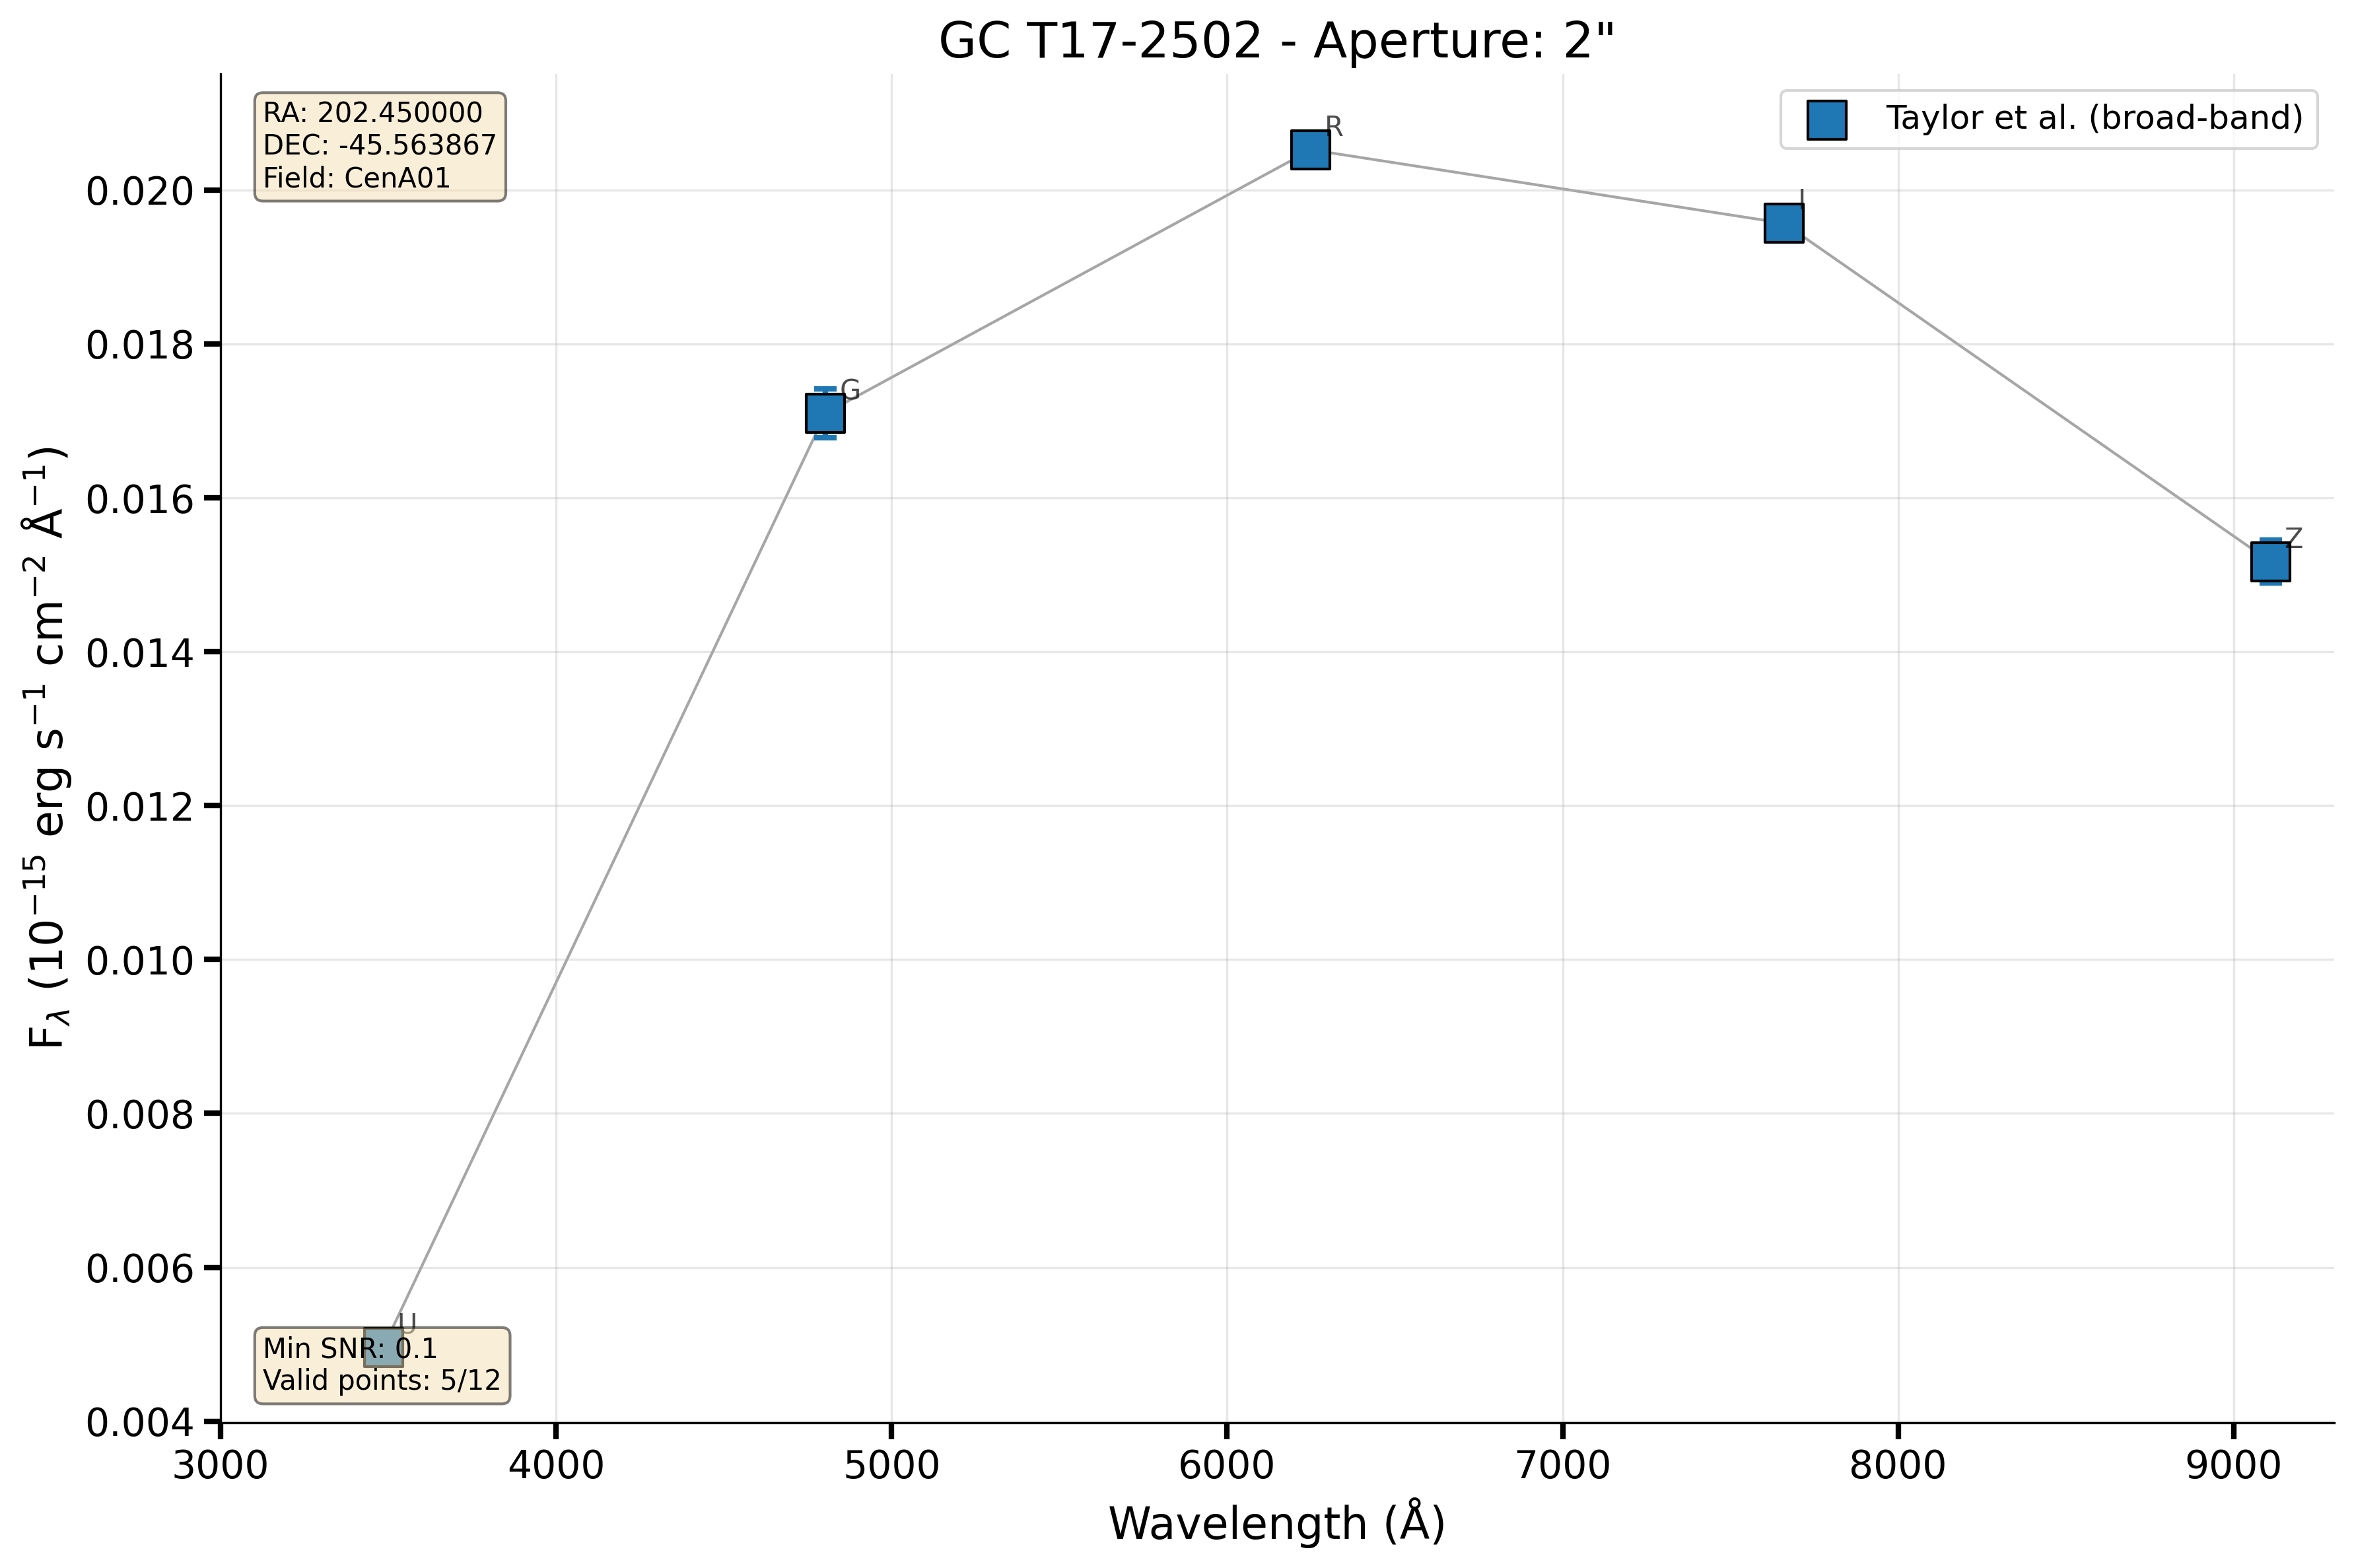 GC T17-2502 - Aperture: 2"
RA: 202.450000
DEC: -45.563867
Field: CenA01
Taylor et al. (broad-band)
R
I
G
Z
U
0.020
0.018
0.016
0.014
0.012
0.010
0.008
0.006
0.004
F_λ (10⁻¹⁵ erg s⁻¹ cm⁻² Å⁻¹)
Min SNR: 0.1
Valid points: 5/12
3000 4000 5000 6000 7000 8000 9000
Wavelength (Å)